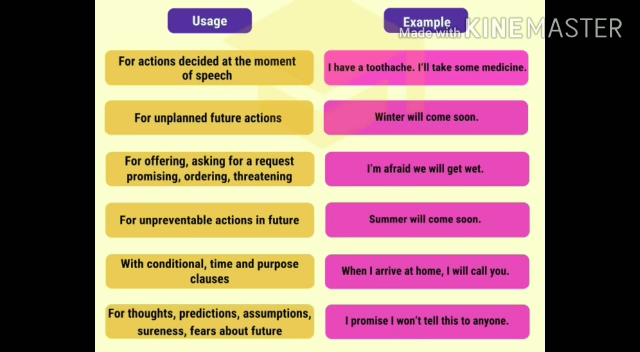 Usage
Example
Made with KINEMASTER
For actions decided at the moment
of speech
I have a toothache. I'll take some medicine.
For unplanned future actions
Winter will come soon.
For offering, asking for a request
promising, ordering, threatening
I'm afraid we will get wet.
For unpreventable actions in future
Summer will come soon.
With conditional, time and purpose
clauses
When I arrive at home, I will call you.
For thoughts, predictions, assumptions,
sureness, fears about future
I promise I won't tell this to anyone.